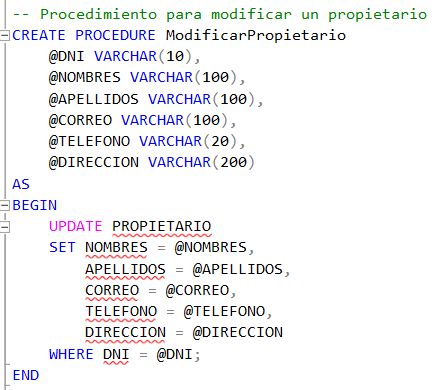 -- Procedimiento para modificar un propietario
CREATE PROCEDURE ModificarPropietario
    @DNI VARCHAR(10),
    @NOMBRES VARCHAR(100),
    @APELLIDOS VARCHAR(100),
    @CORREO VARCHAR(100),
    @TELEFONO VARCHAR(20),
    @DIRECCION VARCHAR(200)
AS
BEGIN
    UPDATE PROPIETARIO
    SET NOMBRES = @NOMBRES,
        APELLIDOS = @APELLIDOS,
        CORREO = @CORREO,
        TELEFONO = @TELEFONO,
        DIRECCION = @DIRECCION
    WHERE DNI = @DNI;
END